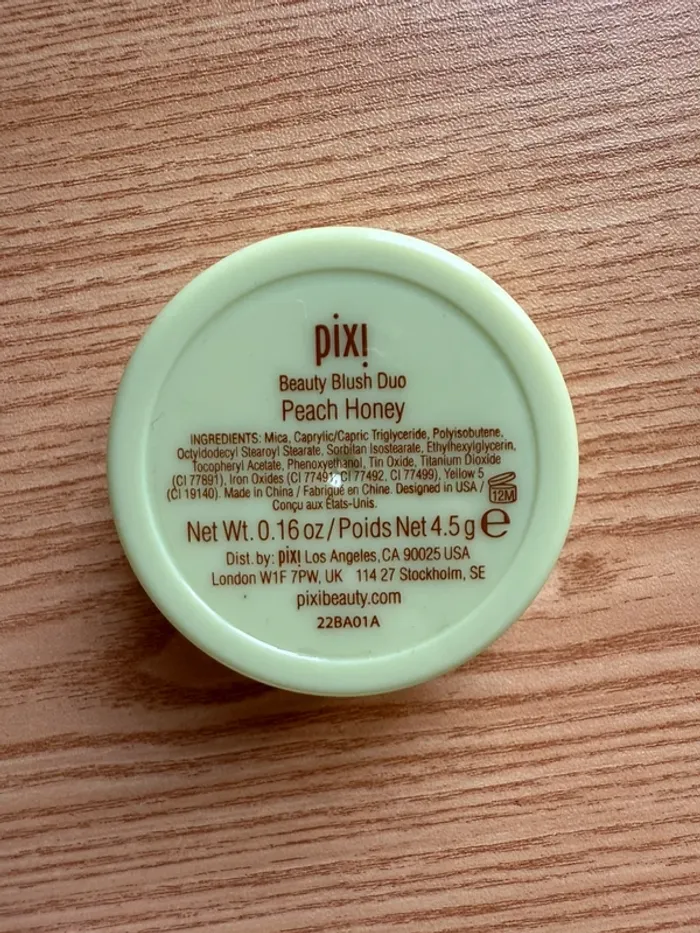 pixi
Beauty Blush Duo
Peach Honey
INGREDIENTS: Mica, Caprylic/Capric Triglyceride, Polyisobutene,
Octyldodecyl Stearoyl Stearate, Sorbitan Isostearate, Ethylhexylglycerin,
Tocopheryl Acetate, Phenoxyethanol, Tin Oxide, Titanium Dioxide
(CI 77891), Iron Oxides (CI 77491, CI 77492, CI 77499), Yellow 5
(CI 19140). Made in China / Fabriqué en Chine. Designed in USA /
Conçu aux États-Unis.
12M
Net Wt. 0.16 oz / Poids Net 4.5 g e
Dist. by: pixi Los Angeles, CA 90025 USA
London W1F 7PW, UK 114 27 Stockholm, SE
pixibeauty.com
22BA01A